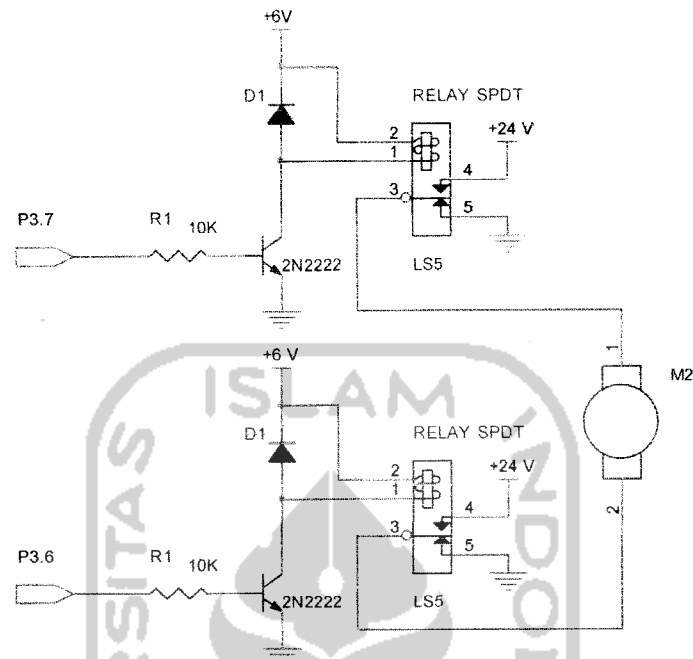 +6V
D1
RELAY SPDT
+24 V
2
1
4
3
5
P3.7
R1
10K
2N2222
LS5
1
M2
2
+6 V
ISLAM
D1
RELAY SPDT
+24 V
2
1
4
3
5
P3.6
R1
10K
2N2222
LS5